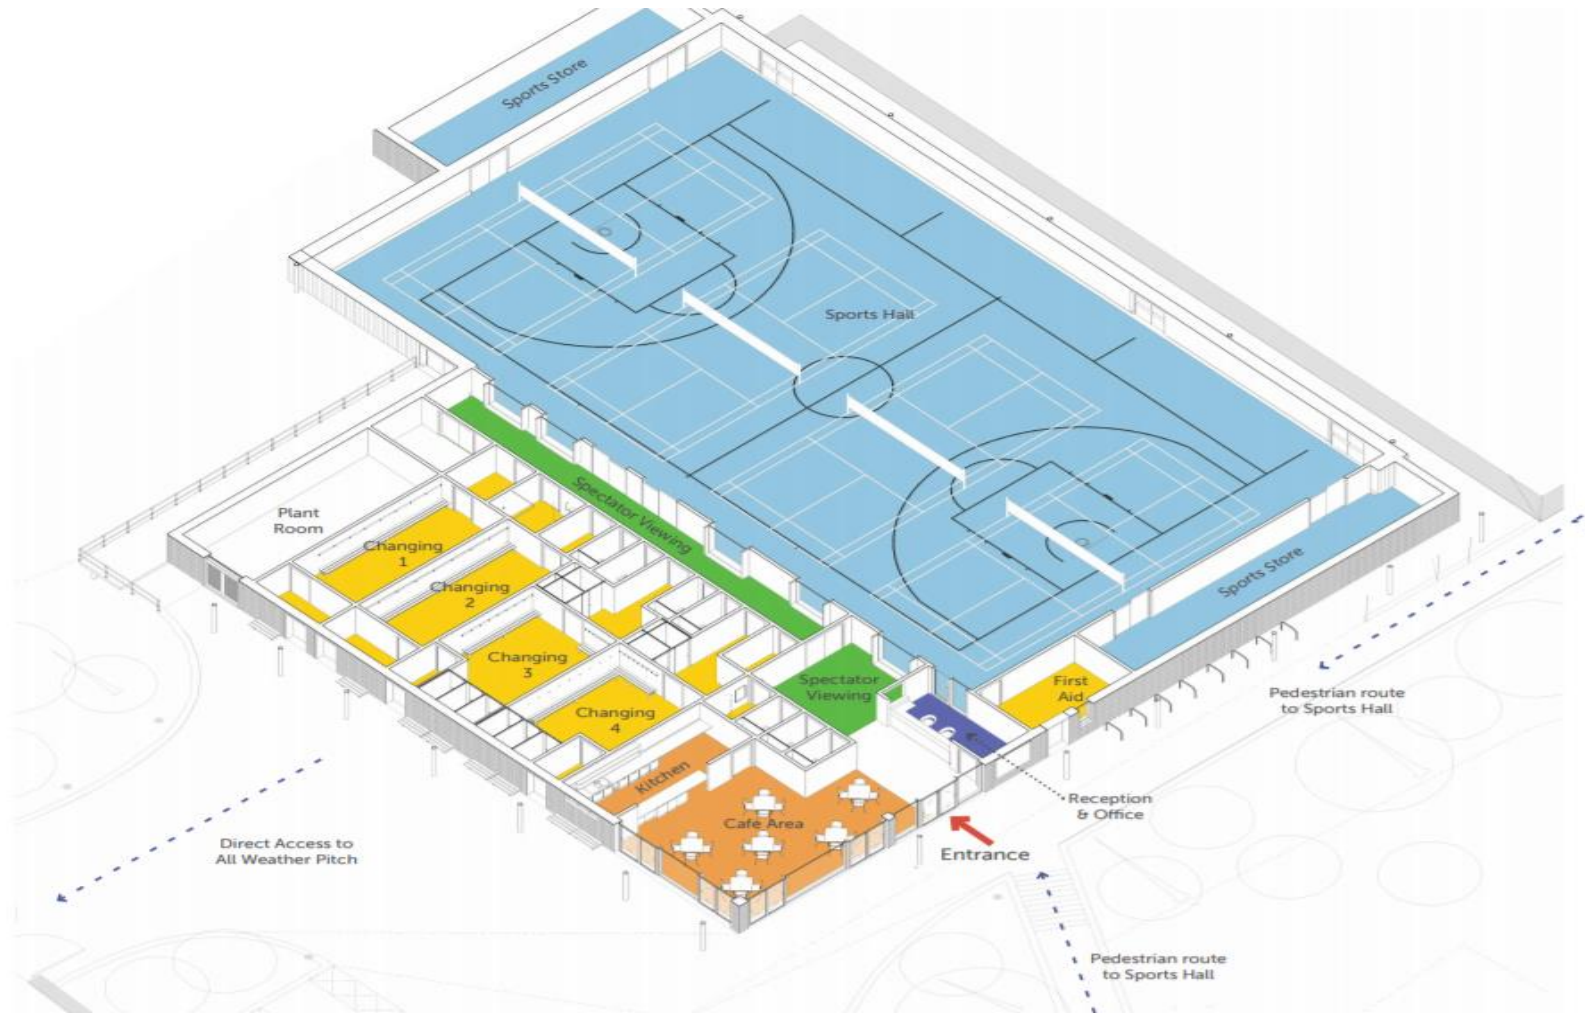 Sports Store
Sports Hall
Spectator Viewing
Plant
Room
Changing
1
Changing
2
Changing
3
Changing
4
Spectator
Viewing
First
Aid
Sports Store
Pedestrian route
to Sports Hall
Kitchen
Cafe Area
Reception
& Office
Entrance
Direct Access to
All Weather Pitch
Pedestrian route
to Sports Hall